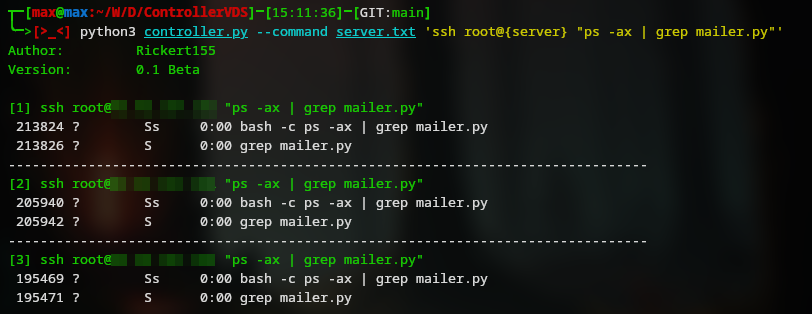 [max@max:~/W/D/ControllerVDS]-[15:11:36]-[GIT:main]
->[>_<] python3 controller.py --command server.txt 'ssh root@{server} "ps -ax | grep mailer.py"'
Author:         Rickert155
Version:        0.1 Beta
[1] ssh root@ "ps -ax | grep mailer.py"
213824 ?        Ss     0:00 bash -c ps -ax | grep mailer.py
213826 ?        S      0:00 grep mailer.py
--------------------------------------------------------------------------------
[2] ssh root@ "ps -ax | grep mailer.py"
205940 ?        Ss     0:00 bash -c ps -ax | grep mailer.py
205942 ?        S      0:00 grep mailer.py
--------------------------------------------------------------------------------
[3] ssh root@ "ps -ax | grep mailer.py"
195469 ?        Ss     0:00 bash -c ps -ax | grep mailer.py
195471 ?        S      0:00 grep mailer.py